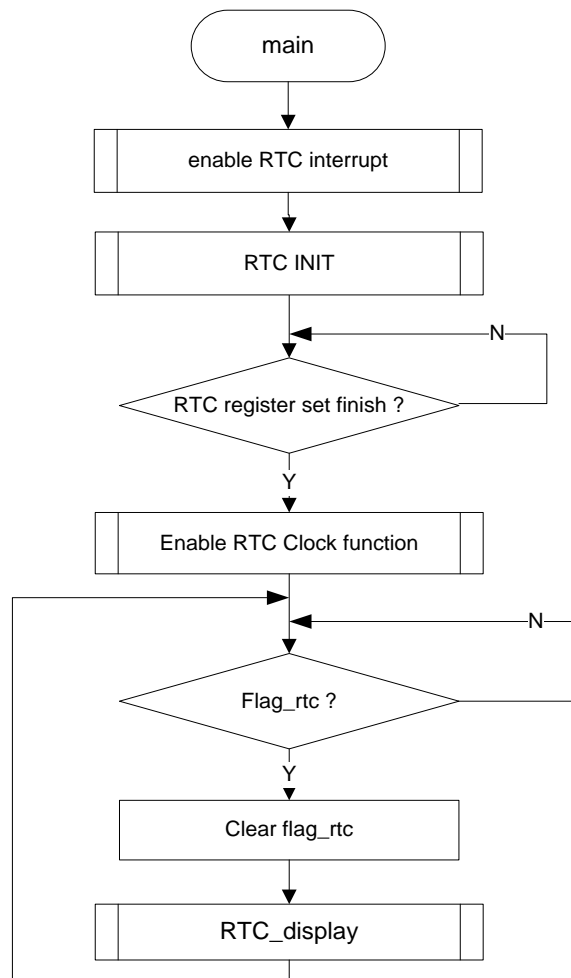 main
enable RTC interrupt
RTC INIT
N
RTC register set finish ?
Y
Enable RTC Clock function
N
Flag_rtc ?
Y
Clear flag_rtc
RTC_display